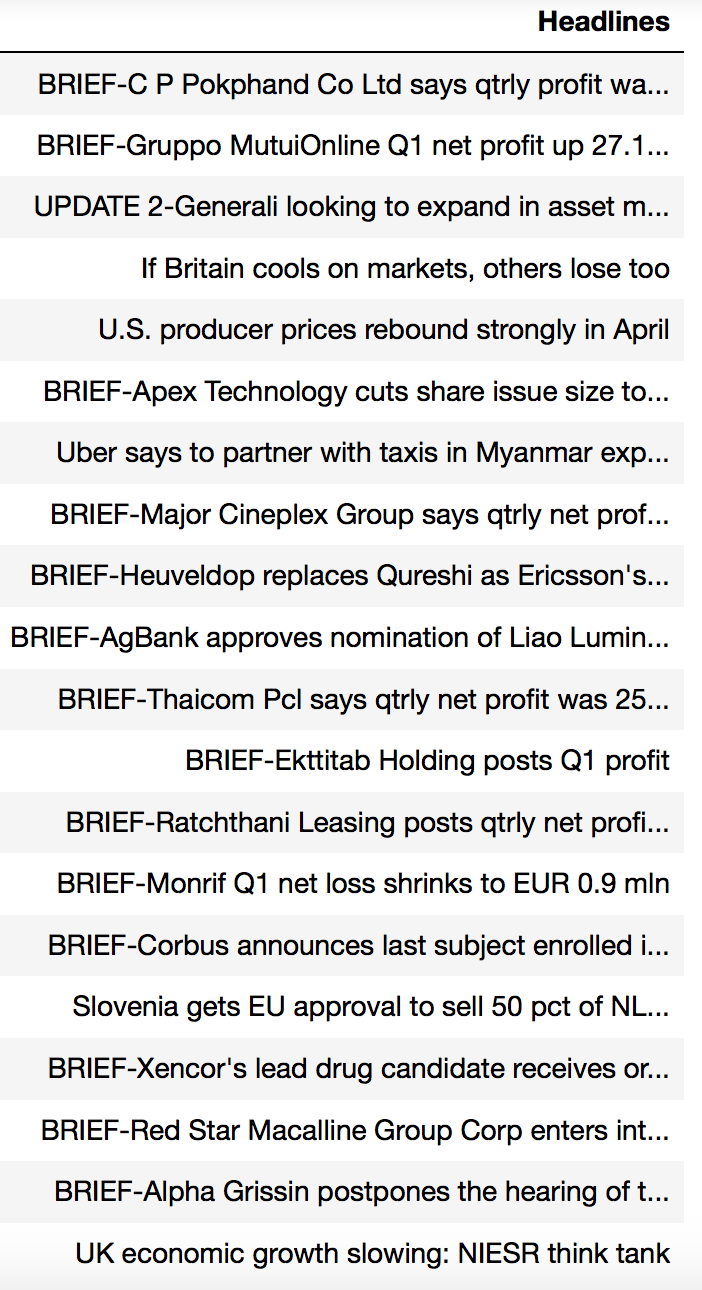 Headlines
BRIEF-C P Pokphand Co Ltd says qtrly profit wa...
BRIEF-Gruppo MutuiOnline Q1 net profit up 27.1...
UPDATE 2-Generali looking to expand in asset m...
If Britain cools on markets, others lose too
U.S. producer prices rebound strongly in April
BRIEF-Apex Technology cuts share issue size to...
Uber says to partner with taxis in Myanmar exp...
BRIEF-Major Cineplex Group says qtrly net prof...
BRIEF-Heuveldop replaces Qureshi as Ericsson's...
BRIEF-AgBank approves nomination of Liao Lumin...
BRIEF-Thaicom Pcl says qtrly net profit was 25...
BRIEF-Ekttitab Holding posts Q1 profit
BRIEF-Ratchthani Leasing posts qtrly net profi...
BRIEF-Monrif Q1 net loss shrinks to EUR 0.9 mln
BRIEF-Corbus announces last subject enrolled i...
Slovenia gets EU approval to sell 50 pct of NL...
BRIEF-Xencor's lead drug candidate receives or...
BRIEF-Red Star Macalline Group Corp enters int...
BRIEF-Alpha Grissin postpones the hearing of t...
UK economic growth slowing: NIESR think tank